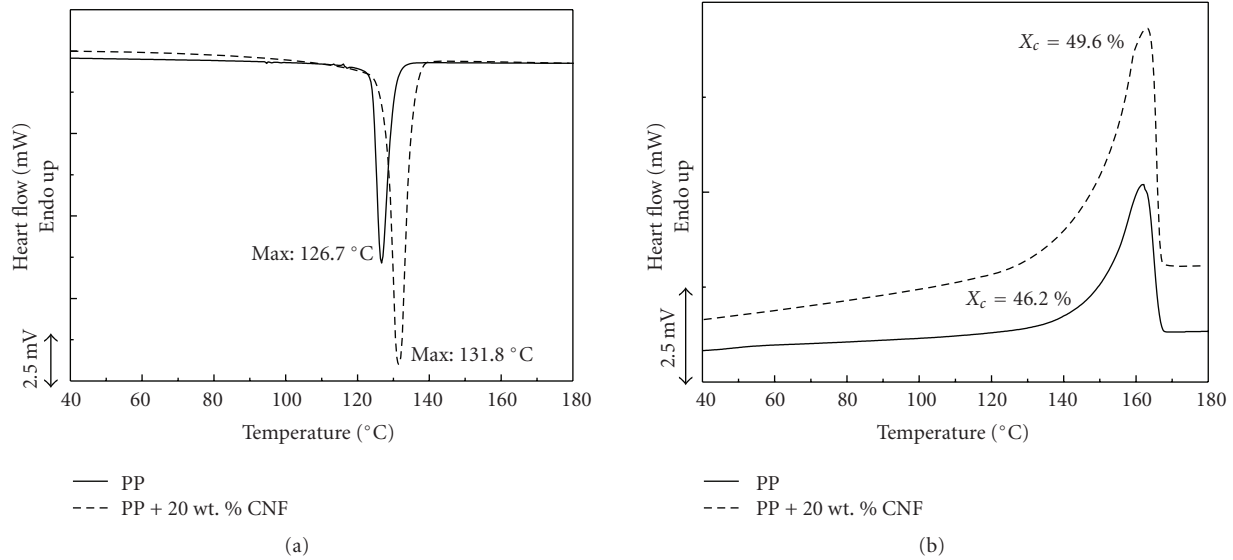 Heart flow (mW)
Endo up
2.5 mV
Max: 126.7 °C
Max: 131.8 °C
40 60 80 100 120 140 160 180
Temperature (°C)
PP
PP + 20 wt. % CNF
(a)
Heart flow (mW)
Endo up
2.5 mV
Xc = 49.6 %
Xc = 46.2 %
40 60 80 100 120 140 160 180
Temperature (°C)
PP
PP + 20 wt. % CNF
(b)